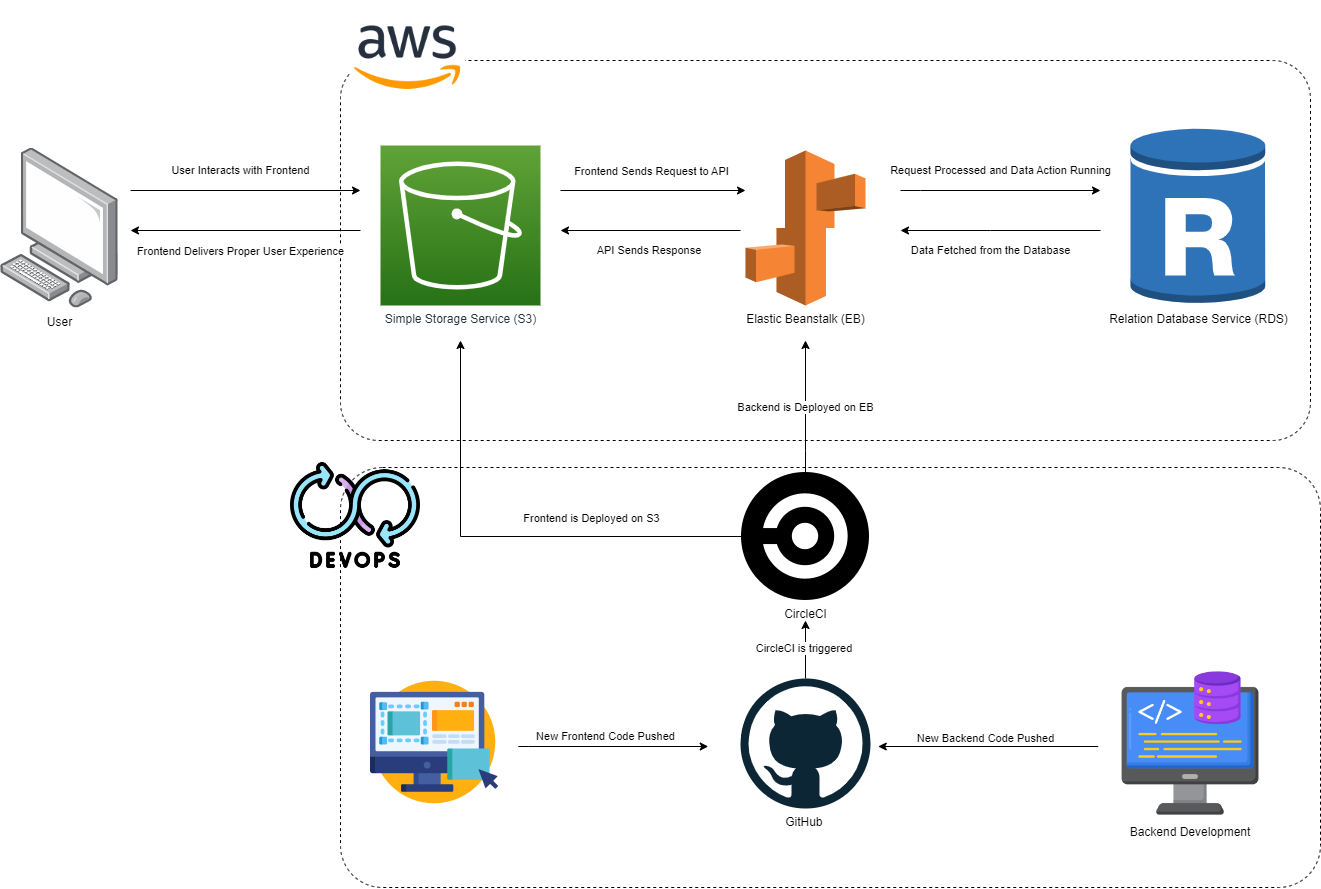 aws
User Interacts with Frontend
Frontend Sends Request to API
Request Processed and Data Action Running
R
Frontend Delivers Proper User Experience
API Sends Response
Data Fetched from the Database
User
Simple Storage Service (S3)
Elastic Beanstalk (EB)
Relation Database Service (RDS)
Backend is Deployed on EB
Frontend is Deployed on S3
DEVOPS
CircleCI
CircleCI is triggered
</>
New Frontend Code Pushed
New Backend Code Pushed
GitHub
Backend Development